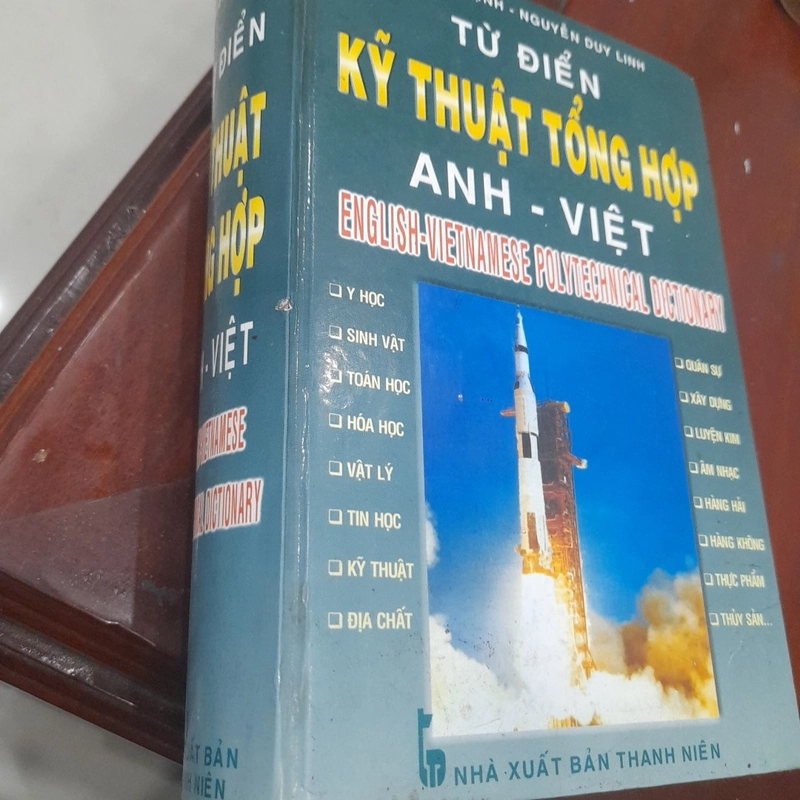 NGUYỄN DUY LINH
TỪ ĐIỂN
KỸ THUẬT TỔNG HỢP
ANH - VIỆT
ENGLISH-VIETNAMESE POLYTECHNICAL DICTIONARY
❑ Y HỌC
❑ SINH VẬT
❑ TOÁN HỌC
❑ HÓA HỌC
❑ VẬT LÝ
❑ TIN HỌC
❑ KỸ THUẬT
❑ ĐỊA CHẤT
❑ QUÂN SỰ
❑ XÂY DỰNG
❑ LUYỆN KIM
❑ ÂM NHẠC
❑ HÀNG HẢI
❑ HÀNG KHÔNG
❑ THỰC PHẨM
❑ THỦY SẢN...
NHÀ XUẤT BẢN THANH NIÊN
ĐIỂN
THUẬT
HỢP
VIỆT
DICTIONARY
BẢN
NIÊN